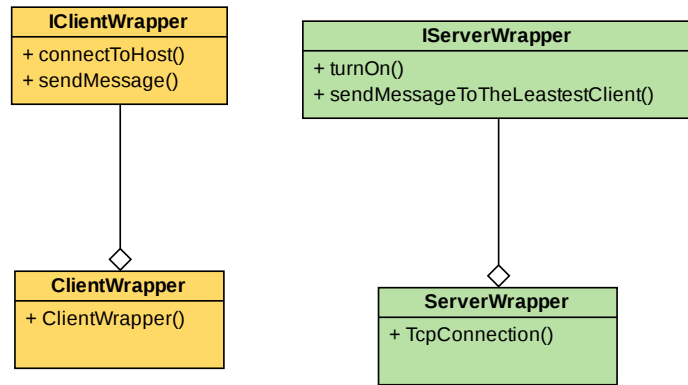 IClientWrapper
+ connectToHost()
+ sendMessage()
IServerWrapper
+ turnOn()
+ sendMessageToTheLeastestClient()
ClientWrapper
+ ClientWrapper()
ServerWrapper
+ TcpConnection()